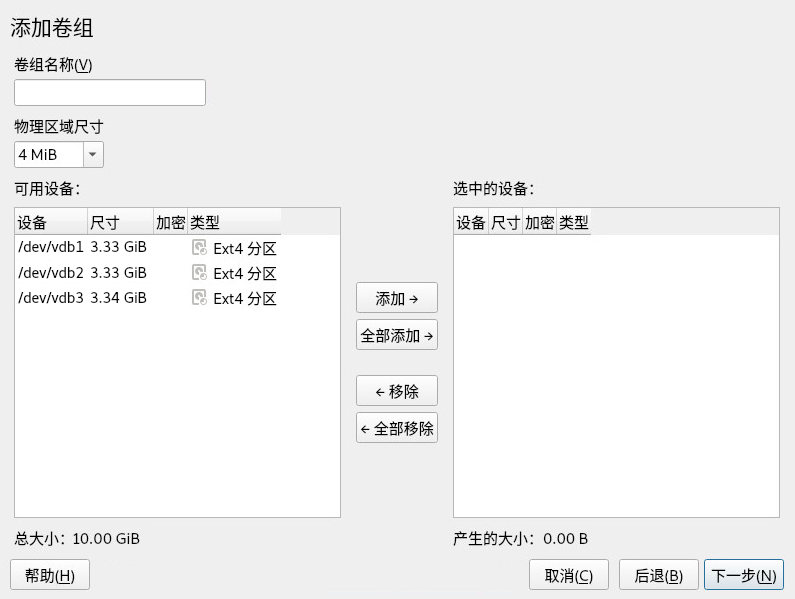 添加卷组
卷组名称(V)
物理区域尺寸
4 MiB
可用设备：
设备 尺寸 加密 类型
/dev/vdb1 3.33 GiB Ext4 分区
/dev/vdb2 3.33 GiB Ext4 分区
/dev/vdb3 3.34 GiB Ext4 分区
总大小：10.00 GiB
添加 →
全部添加 →
← 移除
← 全部移除
选中的设备：
设备 尺寸 加密 类型
产生的大小：0.00 B
帮助(H) 取消(C) 后退(B) 下一步(N)